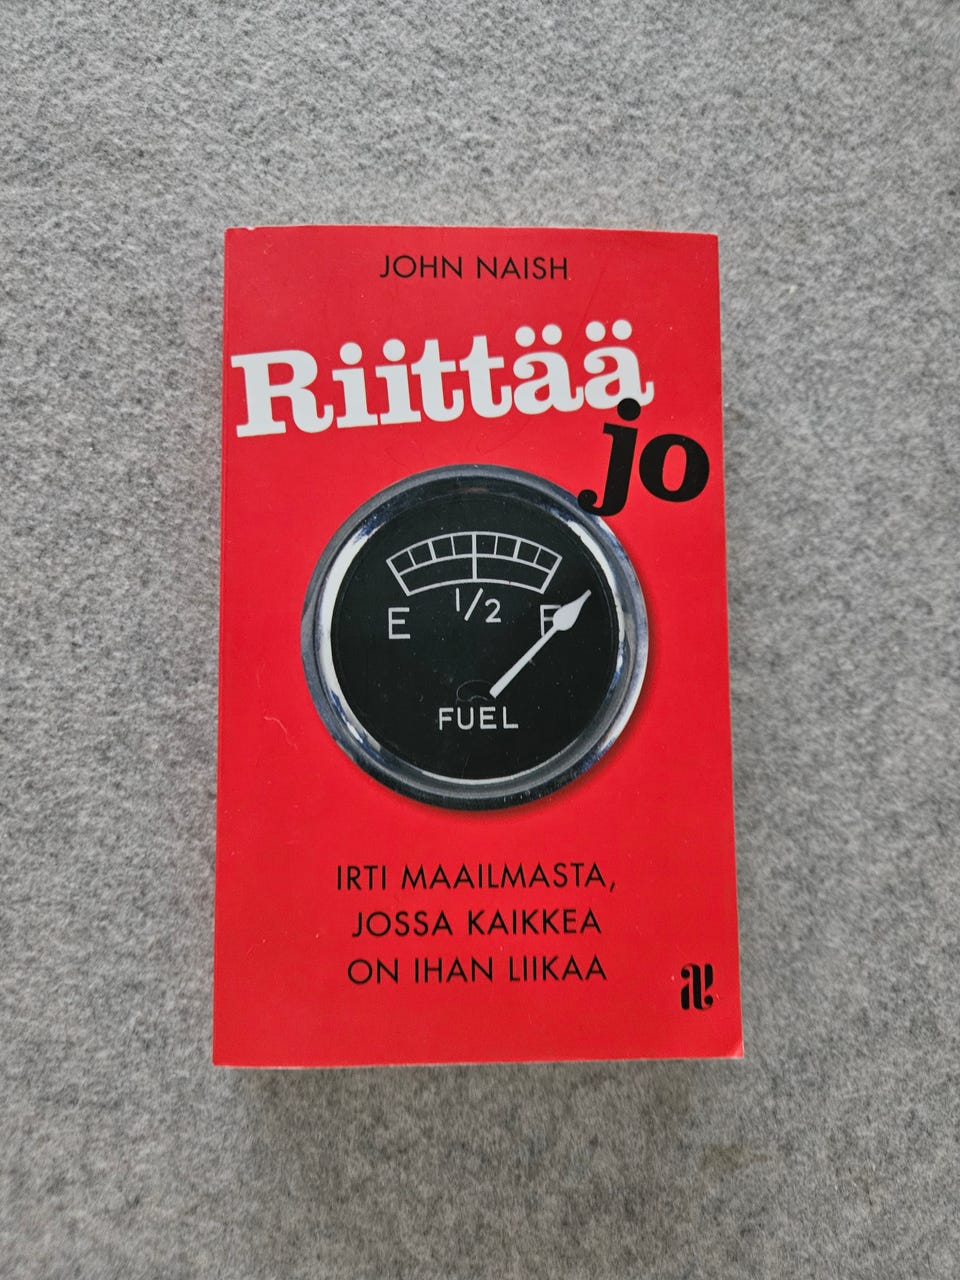 JOHN NAISH
Riittää
jo
1/2
E F
FUEL
IRTI MAAILMASTA,
JOSSA KAIKKEA
ON IHAN LIIKAA